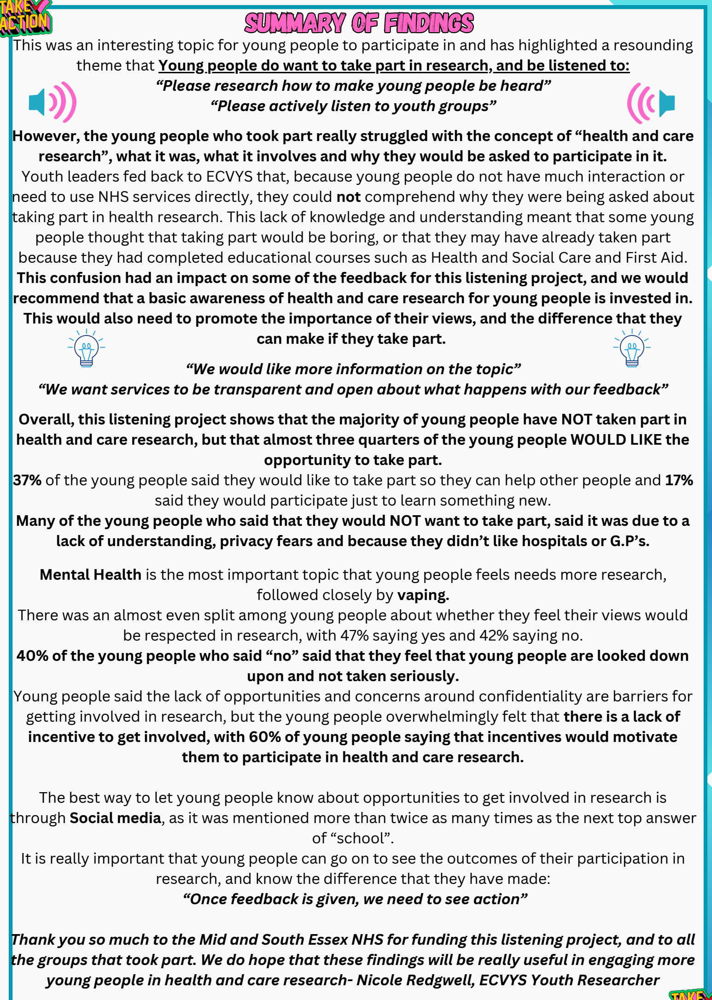 TAKE
ACTION
SUMMARY OF FINDINGS
This was an interesting topic for young people to participate in and has highlighted a resounding
theme that Young people do want to take part in research, and be listened to:
“Please research how to make young people be heard”
“Please actively listen to youth groups”
However, the young people who took part really struggled with the concept of “health and care
research”, what it was, what it involves and why they would be asked to participate in it.
Youth leaders fed back to ECVYS that, because young people do not have much interaction or
need to use NHS services directly, they could not comprehend why they were being asked about
taking part in health research. This lack of knowledge and understanding meant that some young
people thought that taking part would be boring, or that they may have already taken part
because they had completed educational courses such as Health and Social Care and First Aid.
This confusion had an impact on some of the feedback for this listening project, and we would
recommend that a basic awareness of health and care research for young people is invested in.
This would also need to promote the importance of their views, and the difference that they
can make if they take part.
“We would like more information on the topic”
“We want services to be transparent and open about what happens with our feedback”
Overall, this listening project shows that the majority of young people have NOT taken part in
health and care research, but that almost three quarters of the young people WOULD LIKE the
opportunity to take part.
37% of the young people said they would like to take part so they can help other people and 17%
said they would participate just to learn something new.
Many of the young people who said that they would NOT want to take part, said it was due to a
lack of understanding, privacy fears and because they didn’t like hospitals or G.P’s.
Mental Health is the most important topic that young people feels needs more research,
followed closely by vaping.
There was an almost even split among young people about whether they feel their views would
be respected in research, with 47% saying yes and 42% saying no.
40% of the young people who said “no” said that they feel that young people are looked down
upon and not taken seriously.
Young people said the lack of opportunities and concerns around confidentiality are barriers for
getting involved in research, but the young people overwhelmingly felt that there is a lack of
incentive to get involved, with 60% of young people saying that incentives would motivate
them to participate in health and care research.
The best way to let young people know about opportunities to get involved in research is
through Social media, as it was mentioned more than twice as many times as the next top answer
of “school”.
It is really important that young people can go on to see the outcomes of their participation in
research, and know the difference that they have made:
“Once feedback is given, we need to see action”
Thank you so much to the Mid and South Essex NHS for funding this listening project, and to all
the groups that took part. We do hope that these findings will be really useful in engaging more
young people in health and care research- Nicole Redgwell, ECVYS Youth Researcher
TAKE